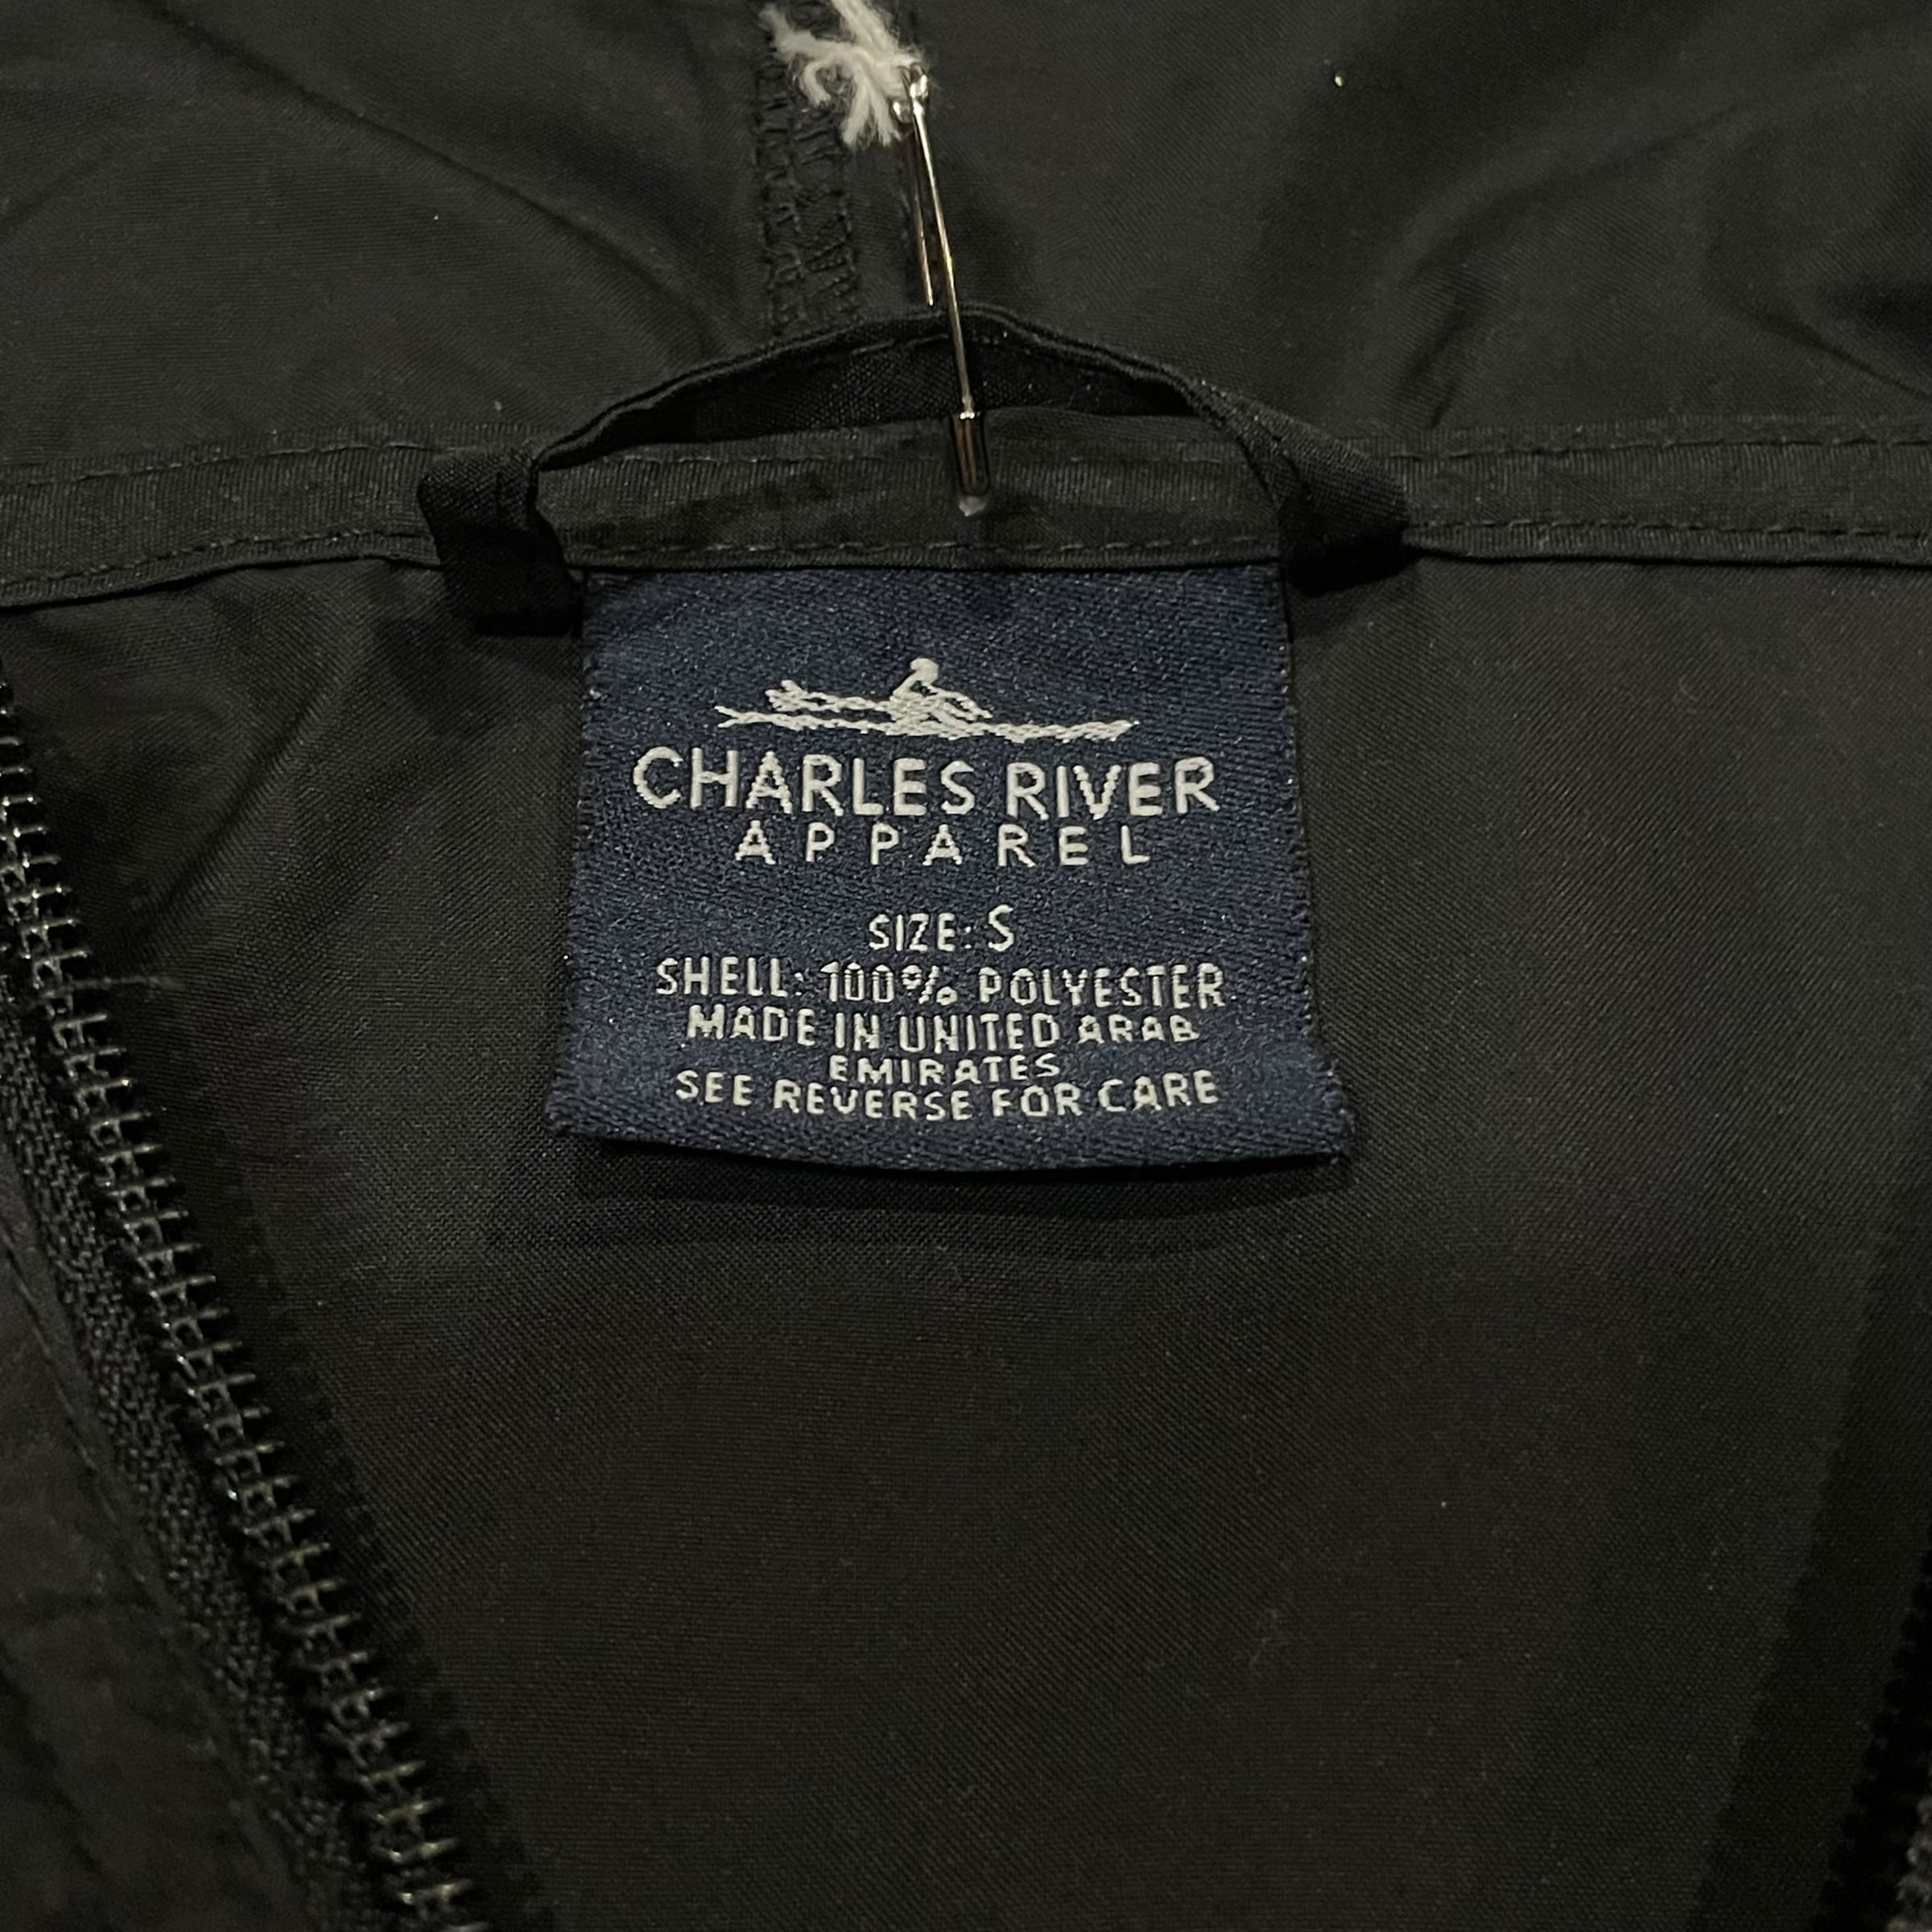 CHARLES RIVER
APPAREL
SIZE: S
SHELL: 100% POLYESTER
MADE IN UNITED ARAB
EMIRATES
SEE REVERSE FOR CARE